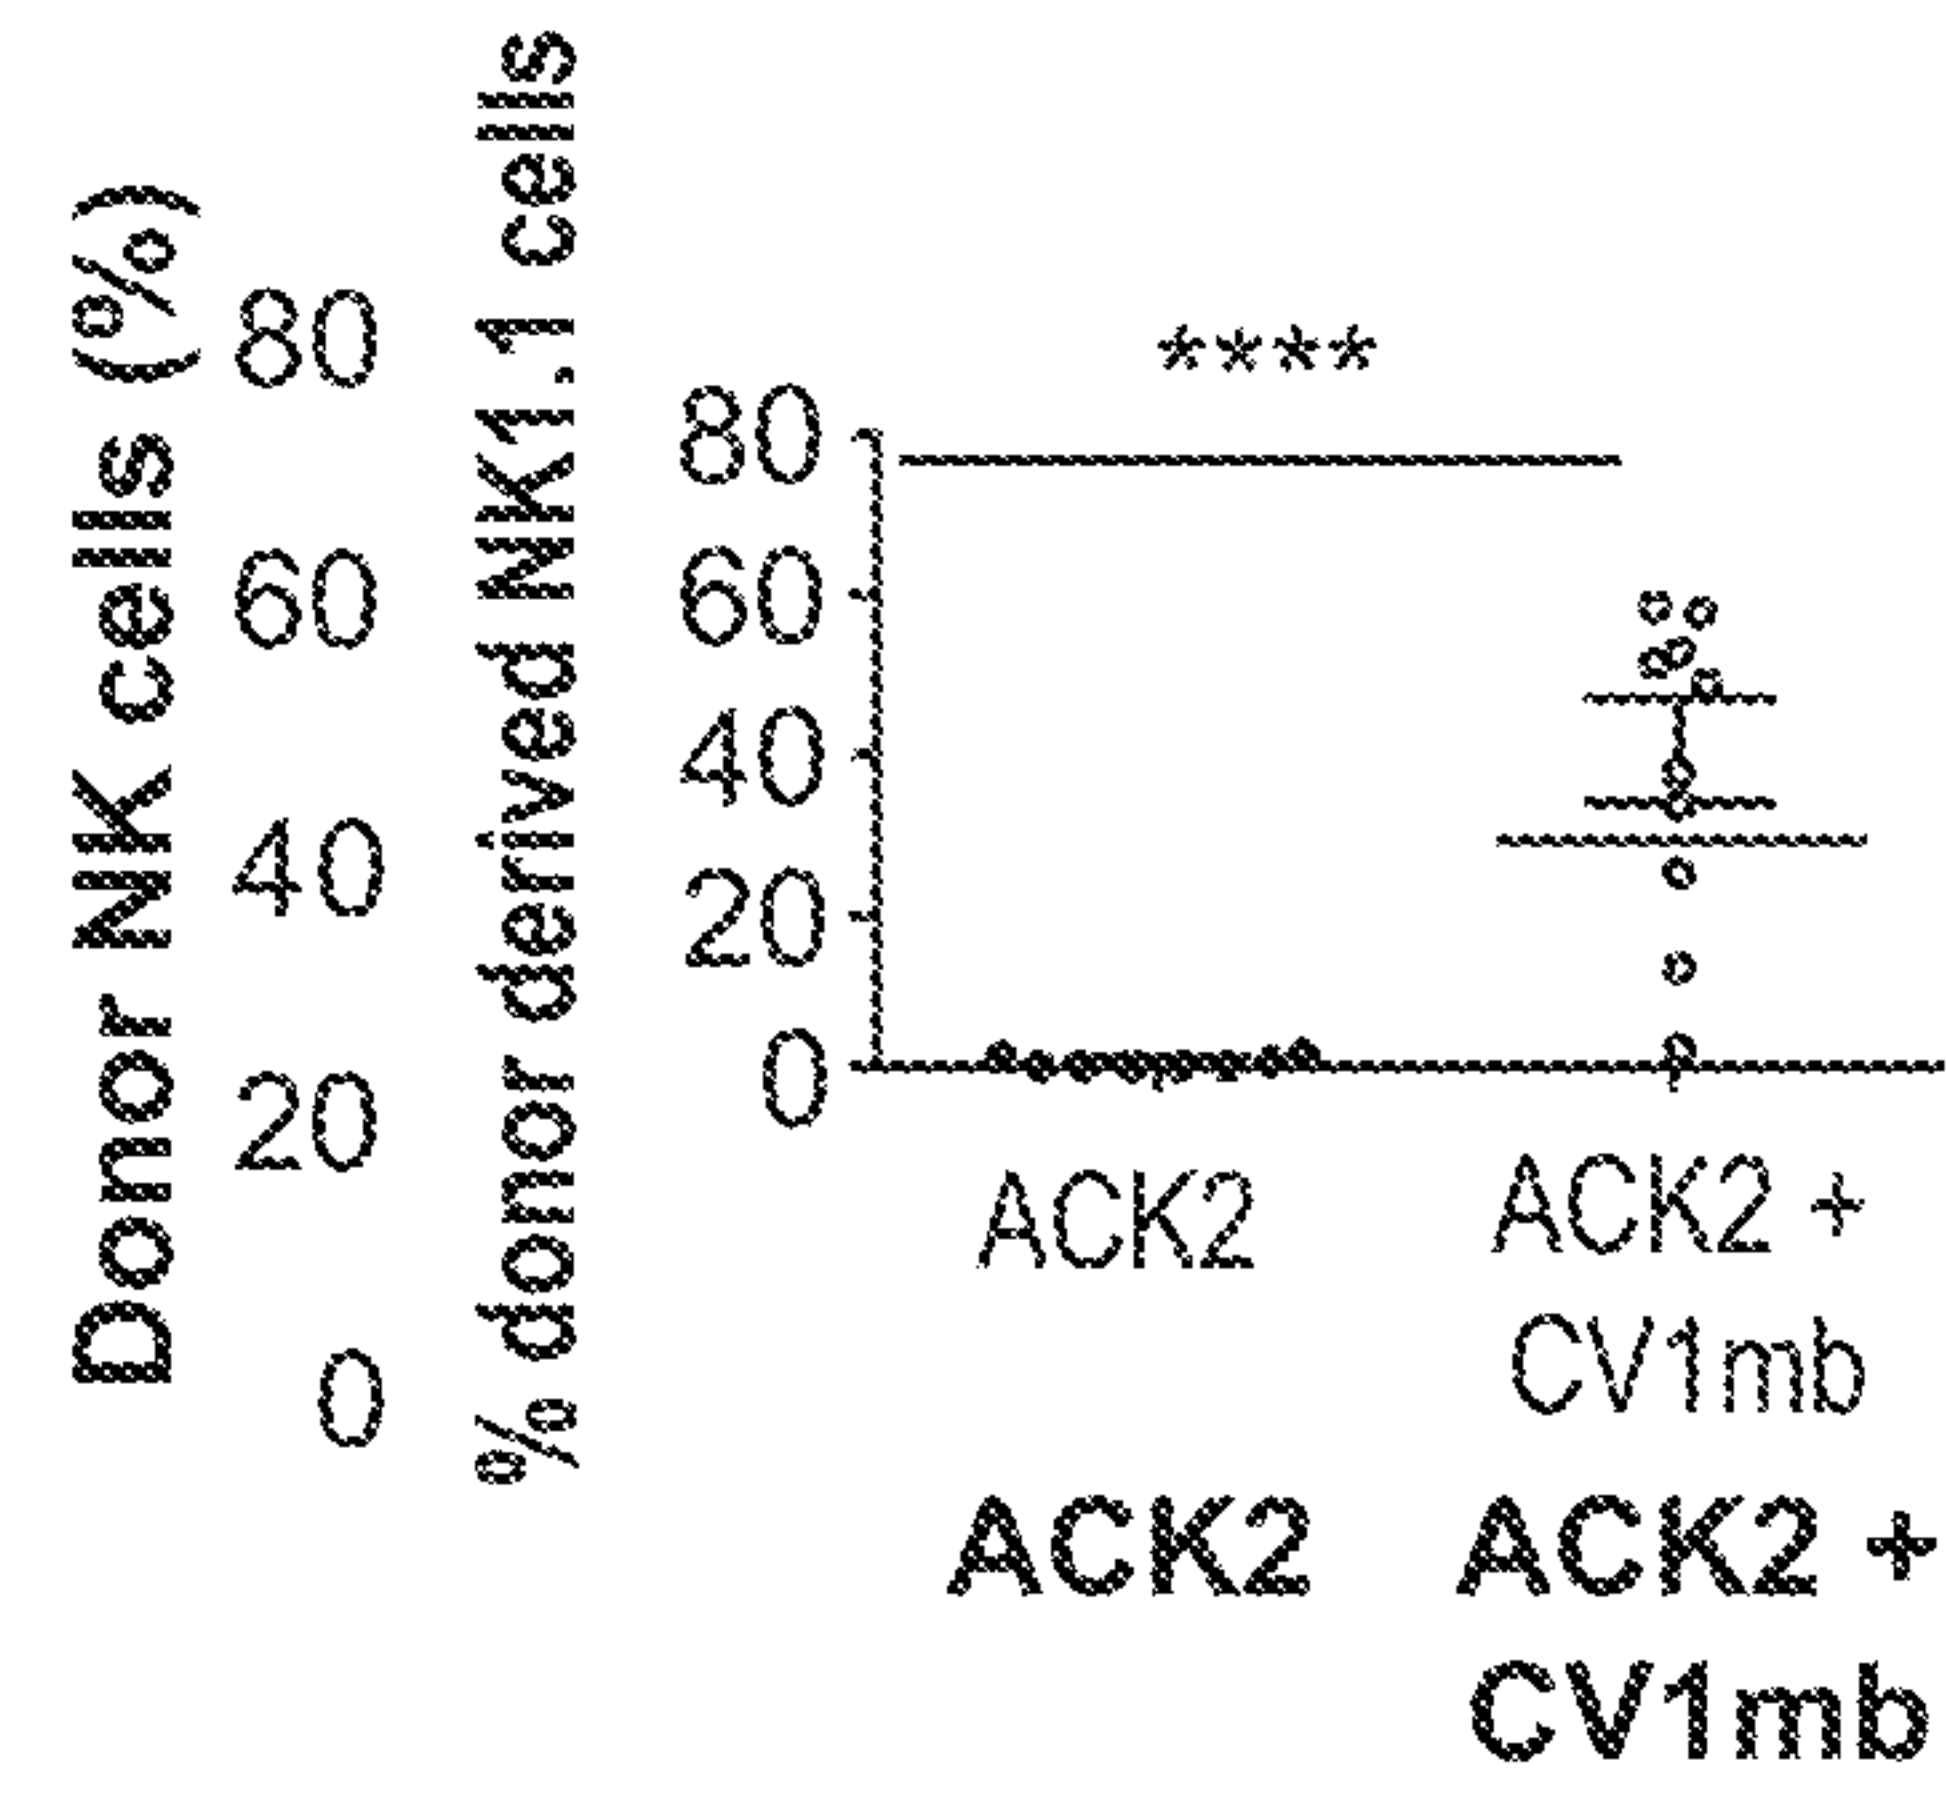 Donor NK cells (%)
80
60
40
20
0
% donor derived NK1.1 cells
80
60
40
20
0
****
ACK2
ACK2 +
CV1mb
ACK2
ACK2 +
CV1mb